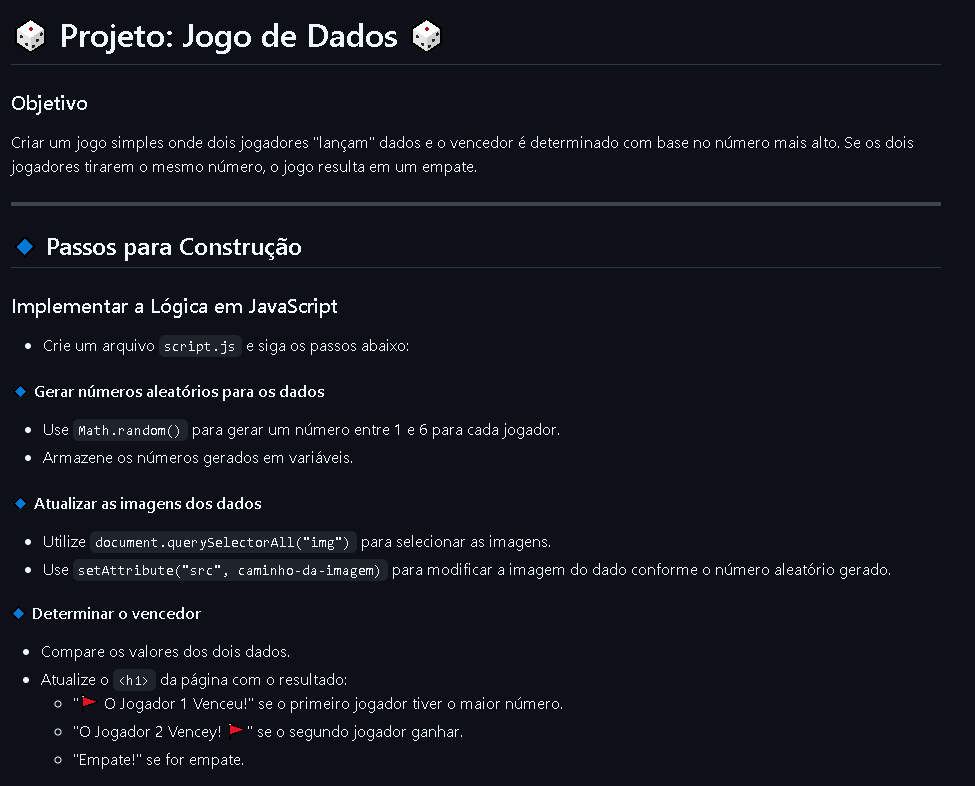 🎲 Projeto: Jogo de Dados 🎲
Objetivo
Criar um jogo simples onde dois jogadores "lançam" dados e o vencedor é determinado com base no número mais alto. Se os dois
jogadores tirarem o mesmo número, o jogo resulta em um empate.
🔹 Passos para Construção
Implementar a Lógica em JavaScript
• Crie um arquivo script.js e siga os passos abaixo:
🔹 Gerar números aleatórios para os dados
• Use Math.random() para gerar um número entre 1 e 6 para cada jogador.
• Armazene os números gerados em variáveis.
🔹 Atualizar as imagens dos dados
• Utilize document.querySelectorAll("img") para selecionar as imagens.
• Use setAttribute("src", caminho-da-imagem) para modificar a imagem do dado conforme o número aleatório gerado.
🔹 Determinar o vencedor
• Compare os valores dos dois dados.
• Atualize o <h1> da página com o resultado:
◦ "🚩 O Jogador 1 Venceu!" se o primeiro jogador tiver o maior número.
◦ "O Jogador 2 Vencey! 🚩" se o segundo jogador ganhar.
◦ "Empate!" se for empate.